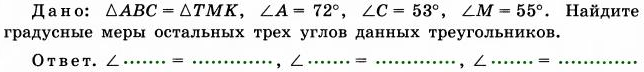 Дано: △ABC = △TMK, ∠A = 72°, ∠C = 53°, ∠M = 55°. Найдите
градусные меры остальных трех углов данных треугольников.
Ответ. ∠....... = ............., ∠....... = ............., ∠....... = .............